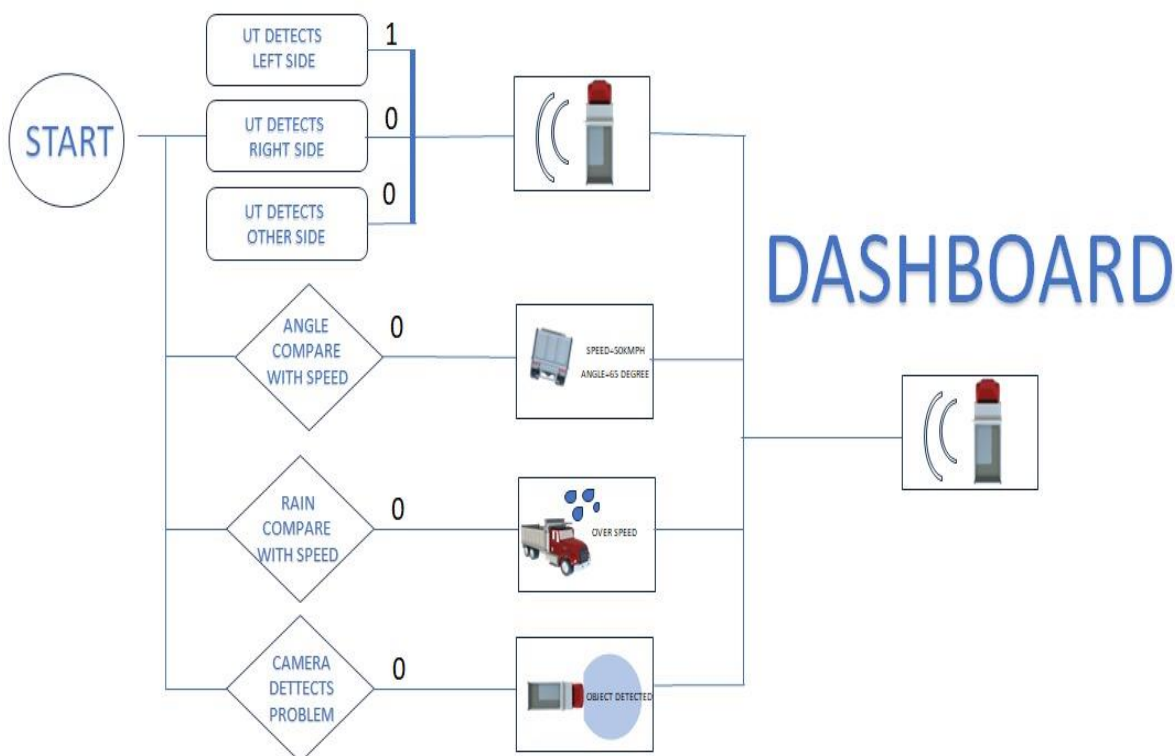 START
UT DETECTS
LEFT SIDE
1
UT DETECTS
RIGHT SIDE
0
UT DETECTS
OTHER SIDE
0
DASHBOARD
ANGLE
COMPARE
WITH SPEED
0
SPEED=50KMPH
ANGLE=65 DEGREE
RAIN
COMPARE
WITH SPEED
0
OVER SPEED
CAMERA
DETTECTS
PROBLEM
0
OBJECT DETECTED